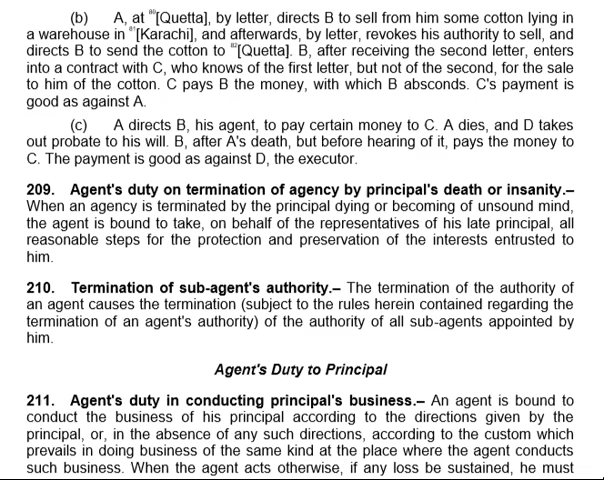 (b) A, at ⁸⁰[Quetta], by letter, directs B to sell from him some cotton lying in
a warehouse in ⁸¹[Karachi], and afterwards, by letter, revokes his authority to sell, and
directs B to send the cotton to ⁸²[Quetta]. B, after receiving the second letter, enters
into a contract with C, who knows of the first letter, but not of the second, for the sale
to him of the cotton. C pays B the money, with which B absconds. C's payment is
good as against A.
(c) A directs B, his agent, to pay certain money to C. A dies, and D takes
out probate to his will. B, after A's death, but before hearing of it, pays the money to
C. The payment is good as against D, the executor.
209. Agent's duty on termination of agency by principal's death or insanity.–
When an agency is terminated by the principal dying or becoming of unsound mind,
the agent is bound to take, on behalf of the representatives of his late principal, all
reasonable steps for the protection and preservation of the interests entrusted to
him.
210. Termination of sub-agent's authority.– The termination of the authority of
an agent causes the termination (subject to the rules herein contained regarding the
termination of an agent's authority) of the authority of all sub-agents appointed by
him.
Agent's Duty to Principal
211. Agent's duty in conducting principal's business.– An agent is bound to
conduct the business of his principal according to the directions given by the
principal, or, in the absence of any such directions, according to the custom which
prevails in doing business of the same kind at the place where the agent conducts
such business. When the agent acts otherwise, if any loss be sustained, he must